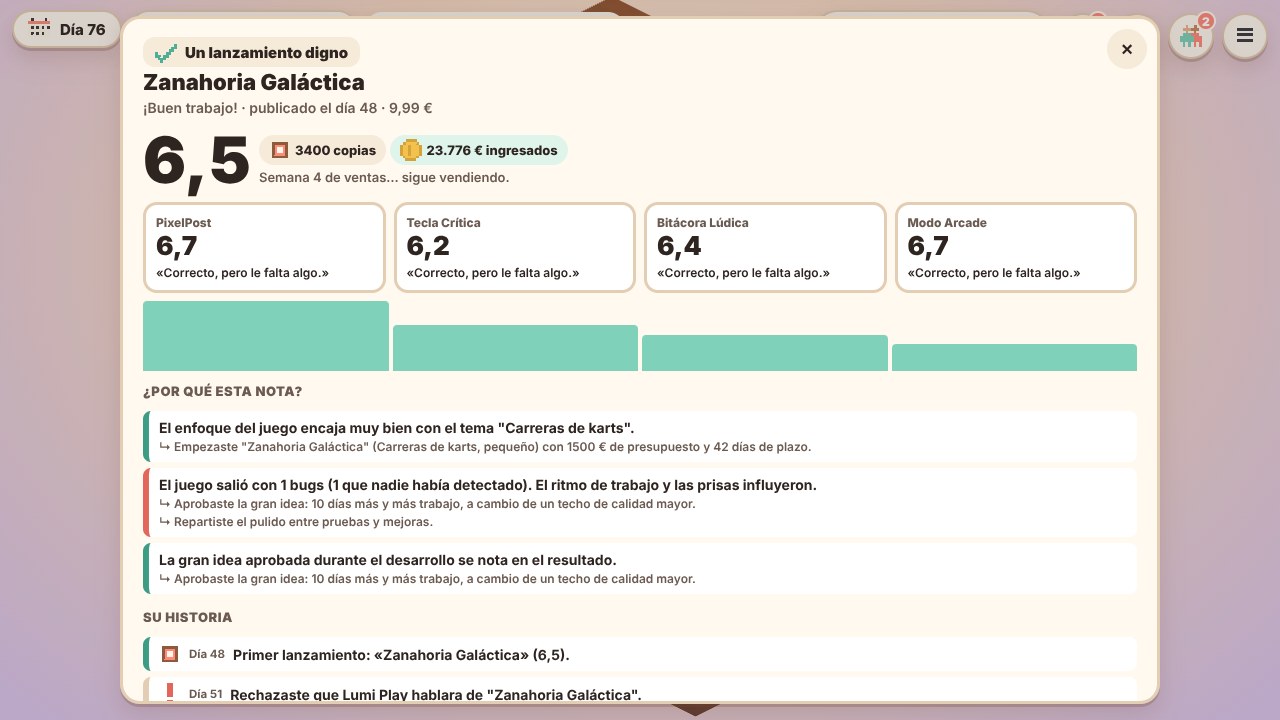 Día 76
2
Un lanzamiento digno
Zanahoria Galáctica
¡Buen trabajo! · publicado el día 48 · 9,99 €
6,5
3400 copias
23.776 € ingresados
Semana 4 de ventas... sigue vendiendo.
PixelPost
6,7
«Correcto, pero le falta algo.»
Tecla Crítica
6,2
«Correcto, pero le falta algo.»
Bitácora Lúdica
6,4
«Correcto, pero le falta algo.»
Modo Arcade
6,7
«Correcto, pero le falta algo.»
¿POR QUÉ ESTA NOTA?
El enfoque del juego encaja muy bien con el tema "Carreras de karts".
↳ Empezaste "Zanahoria Galáctica" (Carreras de karts, pequeño) con 1500 € de presupuesto y 42 días de plazo.
El juego salió con 1 bugs (1 que nadie había detectado). El ritmo de trabajo y las prisas influyeron.
↳ Aprobaste la gran idea: 10 días más y más trabajo, a cambio de un techo de calidad mayor.
↳ Repartiste el pulido entre pruebas y mejoras.
La gran idea aprobada durante el desarrollo se nota en el resultado.
↳ Aprobaste la gran idea: 10 días más y más trabajo, a cambio de un techo de calidad mayor.
SU HISTORIA
Día 48 Primer lanzamiento: «Zanahoria Galáctica» (6,5).
Día 51 Rechazaste que Lumi Play hablara de "Zanahoria Galáctica".